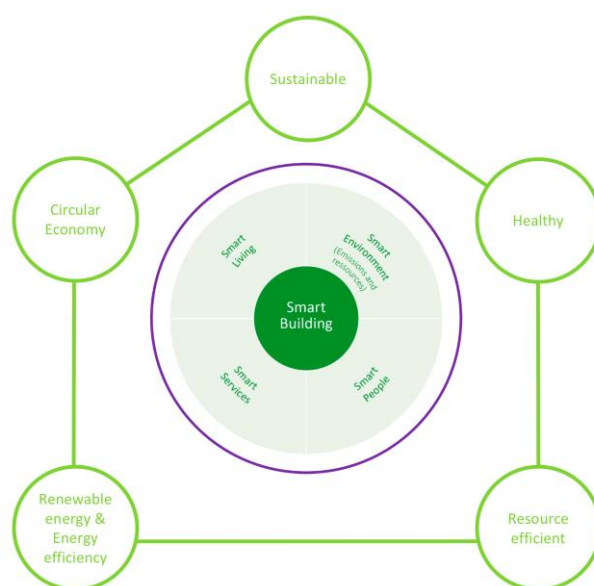 Sustainable
Circular
Economy
Healthy
Smart
Living
Smart
Environment
(Emissions and
ressources)
Smart
Building
Smart
Services
Smart
People
Renewable
energy &
Energy
efficiency
Resource
efficient